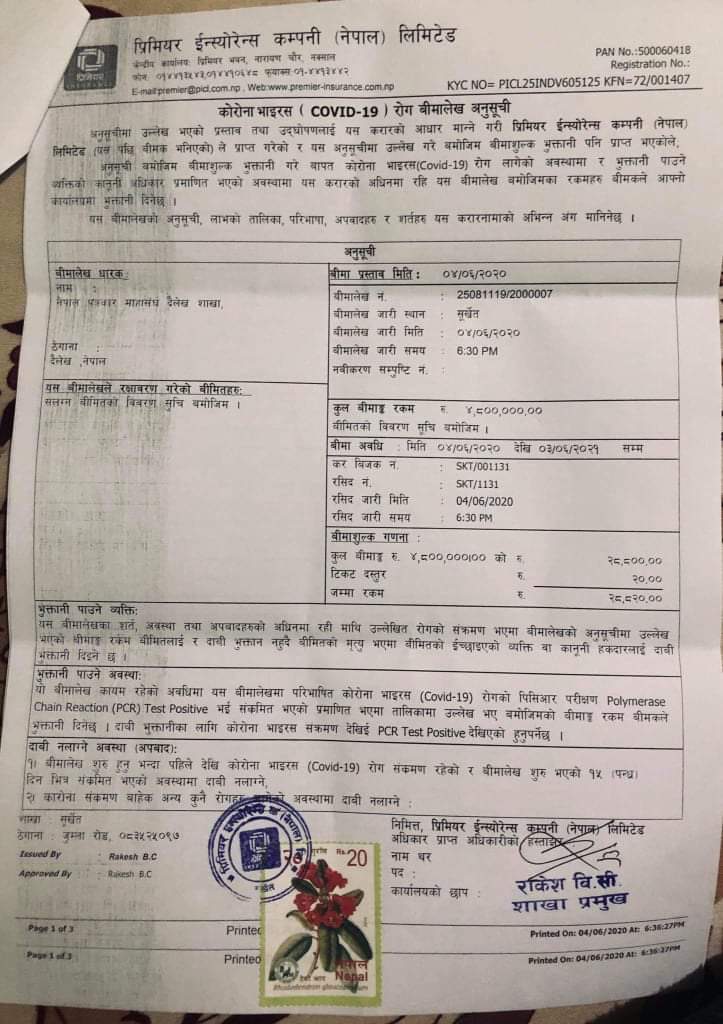 प्रिमियर ईन्स्योरेन्स कम्पनी (नेपाल) लिमिटेड
केन्द्रीय कार्यालय: प्रिमियर भवन, नारायण चौर, नक्साल
फोन: ०१४४१३५४३,०१४४१०६४८ फ्याक्सः०१-४४१३४४२
E-mail:premier@picl.com.np , Web:www.premier-insurance.com.np
PAN No.:500060418
Registration No.:
KYC NO= PICL25INDV605125 KFN=72/001407
प्रिमियर
कोरोना भाइरस ( COVID-19 ) रोग बीमालेख अनुसूची
अनुसूचीमा उल्लेख भएको प्रस्ताव तथा उद्घोषणलाई यस करारको आधार मान्ने गरी प्रिमियर ईन्स्योरेन्स कम्पनी (नेपाल)
लिमिटेड (यस पछि बीमक भनिएको) ले प्राप्त गरेको र यस अनुसूचीमा उल्लेख गरे बमोजिम बीमाशुल्क भुक्तानी पनि प्राप्त भएकोले,
अनुसूची बमोजिम बीमाशुल्क भुक्तानी गरे बापत कोरोना भाइरस(Covid-19) रोग लागेको अवस्थामा र भुक्तानी पाउने
व्यक्तिको कानूनी अधिकार प्रमाणित भएको अवस्थामा यस करारको अधिनमा रहि यस बीमालेख बमोजिमका रकमहरु बीमकले आफ्नो
कार्यालयमा भुक्तानी दिनेछ ।
यस बीमालेखको अनुसूची, लाभको तालिका, परिभाषा, अपवादहरु र शर्तहरु यस करारनामाको अभिन्न अंग मानिनेछ ।
अनुसूची
बीमालेख धारक:
नाम :
नेपाल पत्रकार माहासंघ दैलेख शाखा,
ठेगाना :
दैलेख ,नेपाल
बीमा प्रस्ताव मिति : ०४/०६/२०२०
बीमालेख नं. : 25081119/2000007
बीमालेख जारी स्थान : सुर्खेत
बीमालेख जारी मिति : ०४/०६/२०२०
बीमालेख जारी समय : 6:30 PM
नवीकरण सम्पुष्टि नं. :
यस बीमालेखले रक्षावरण गरेको बीमितहरु:
संलग्न बीमितको विवरण सुचि बमोजिम ।
कुल बीमाङ्क रकम रु. ४,८००,०००.००
बीमितको विवरण सूचि बमोजिम ।
बीमा अवधि : मिति ०४/०६/२०२० देखि ०३/०६/२०२१ सम्म
कर बिजक नं. : SKT/001131
रसिद नं. : SKT/1131
रसिद जारी मिति : 04/06/2020
रसिद जारी समय : 6:30 PM
बीमाशुल्क गणना :
कुल बीमाङ्क रु. ४,८००,०००।०० को रु. २८,८००.००
टिकट दस्तुर रु. २०.००
जम्मा रकम रु. २८,८२०.००
भुक्तानी पाउने व्यक्ति:
यस बीमालेखका शर्त, अवस्था तथा अपवादहरुको अधिनमा रही माथि उल्लेखित रोगको संक्रमण भएमा बीमालेखको अनुसूचीमा उल्लेख
भएको बीमाङ्क रकम बीमितलाई र दावी भुक्तान नहुदै बीमितको मृत्यु भएमा बीमितको ईच्छाइएको व्यक्ति वा कानूनी हकदारलाई दावी
भुक्तानी दिइने छ ।
भुक्तानी पाउने अवस्था:
यो बीमालेख कायम रहेको अवधिमा यस बीमालेखमा परिभाषित कोरोना भाइरस (Covid-19) रोगको पिसिआर परीक्षण Polymerase
Chain Reaction (PCR) Test Positive भई संक्रमित भएको प्रमाणित भएमा तालिकामा उल्लेख भए बमोजिमको बीमाङ्क रकम बीमकले
भुक्तानी दिनेछ । दावी भुक्तानीका लागि कोरोना भाइरस संक्रमण देखिई PCR Test Positive देखिएको हुनुपर्नेछ ।
दाबी नलाग्ने अवस्था (अपबाद):
१) बीमालेख शुरु हुनु भन्दा पहिले देखि कोरोना भाइरस (Covid-19) रोग संक्रमण रहेको र बीमालेख शुरु भएको १५ (पन्ध्र)
दिन भित्र संक्रमित भएको अवस्थामा दाबी नलाग्ने,
२) कारोना संक्रमण बाहेक अन्य कुनै रोगहरु अवस्थामा दाबी नलाग्ने :
शाखा : सुर्खेत
ठेगाना : जुम्ला रोड, ०८३५२५०९७
Issued By : Rakesh B.C
Approved By : Rakesh B.C
निमित्त, प्रिमियर ईन्स्योरेन्स कम्पनी (नेपाल) लिमिटेड
अधिकार प्राप्त अधिकारीको हस्ताक्षर
नाम थर
पद :
कार्यालयको छाप :
राकेश वि.सी.
शाखा प्रमुख
Rs.20
नेपाल
Nepal
Page 1 of 3
Printed
Printed On: 04/06/2020 At: 6:36:27PM
Page 1 of 3
Printed
Printed On: 04/06/2020 At: 6:36:27PM